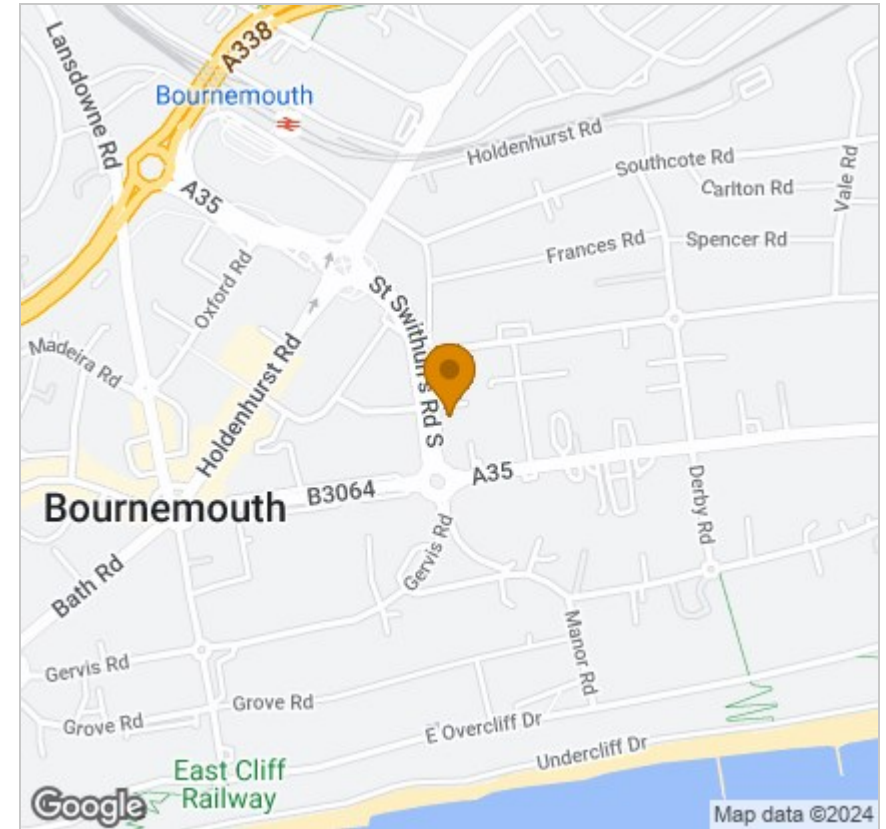 Lansdowne Rd
A338
Bournemouth
Holdenhurst Rd
Southcote Rd
Carlton Rd
Vale Rd
A35
Frances Rd
Spencer Rd
Oxford Rd
St Swithun's Rd S
Madeira Rd
Holdenhurst Rd
A35
B3064
Bournemouth
Derby Rd
Gervis Rd
Bath Rd
Manor Rd
Gervis Rd
Grove Rd
Grove Rd
E Overcliff Dr
Undercliff Dr
East Cliff
Railway
Google
Map data ©2024